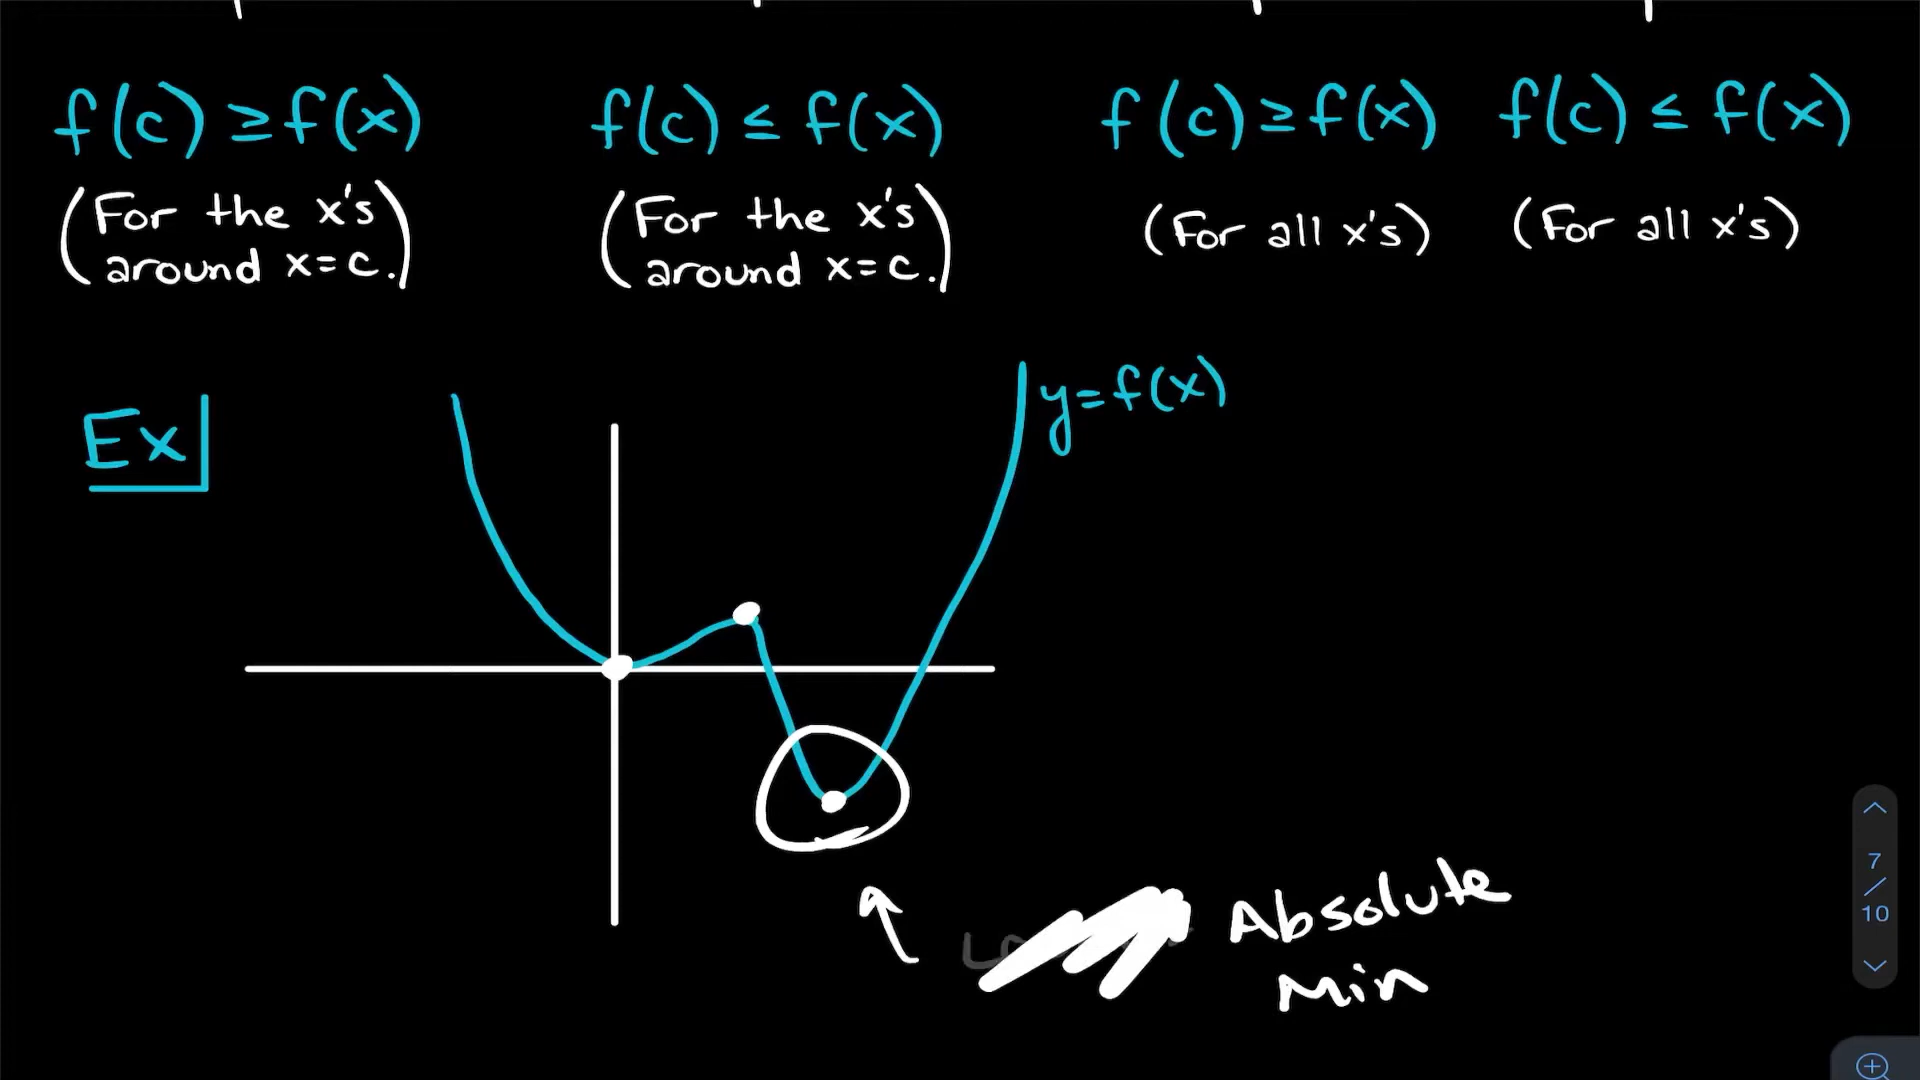 f(c) ≥ f(x)
(For the x's
around x=c.)
f(c) ≤ f(x)
(For the x's
around x=c.)
f(c) ≥ f(x)
(For all x's)
f(c) ≤ f(x)
(For all x's)
Ex
y=f(x)
Absolute
Min
7
/
10